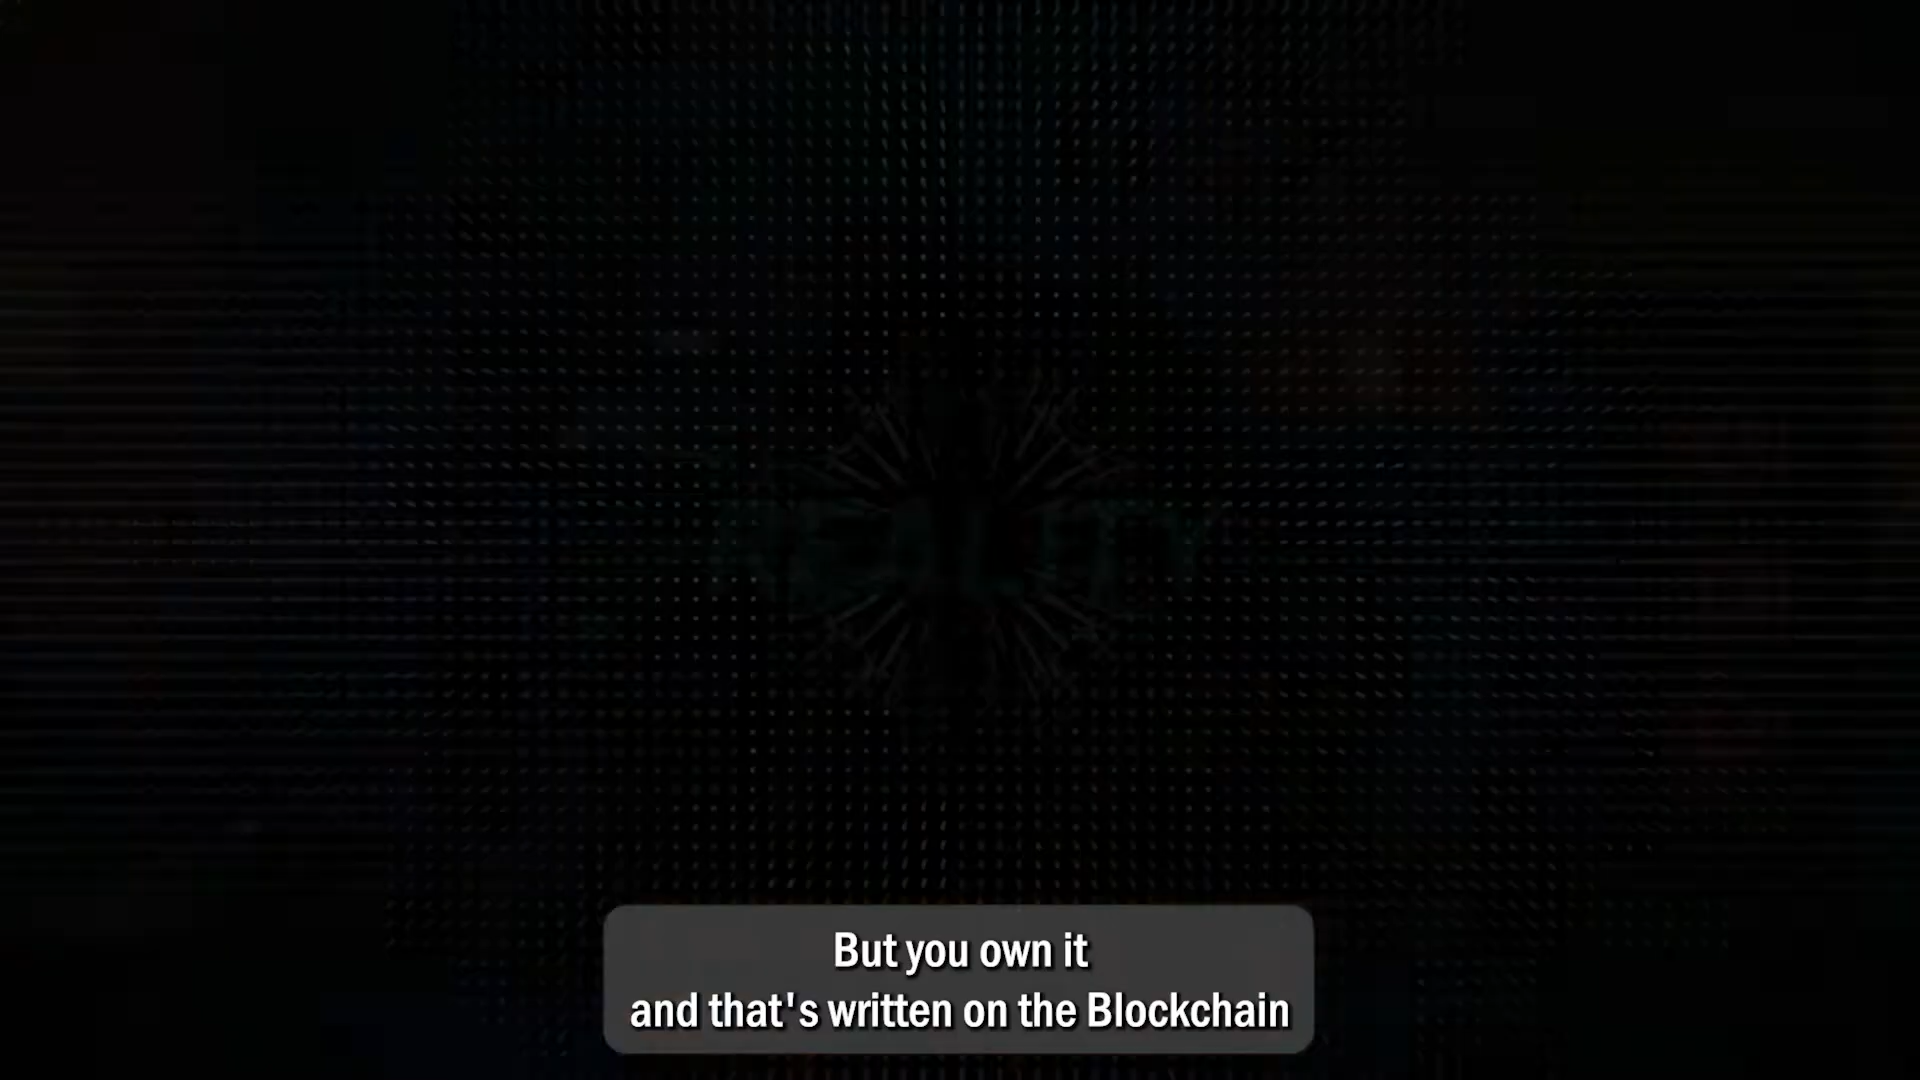 But you own it
and that's written on the Blockchain